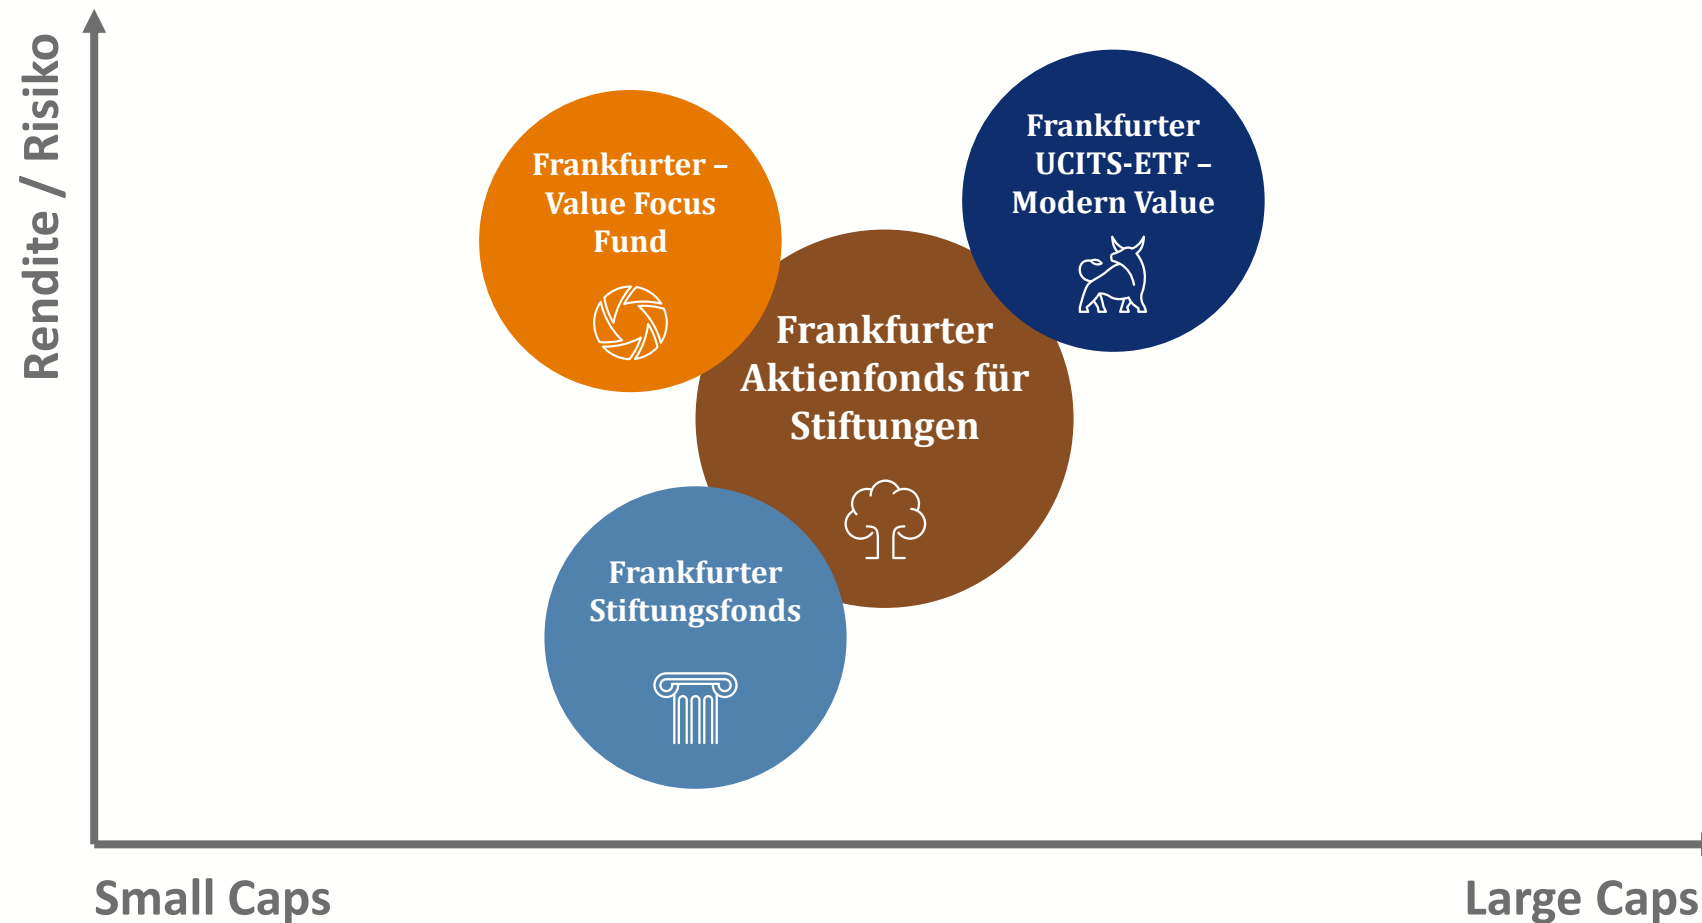 Rendite / Risiko
Frankfurter –
Value Focus
Fund
Frankfurter
UCITS-ETF –
Modern Value
Frankfurter
Aktienfonds für
Stiftungen
Frankfurter
Stiftungsfonds
Small Caps
Large Caps